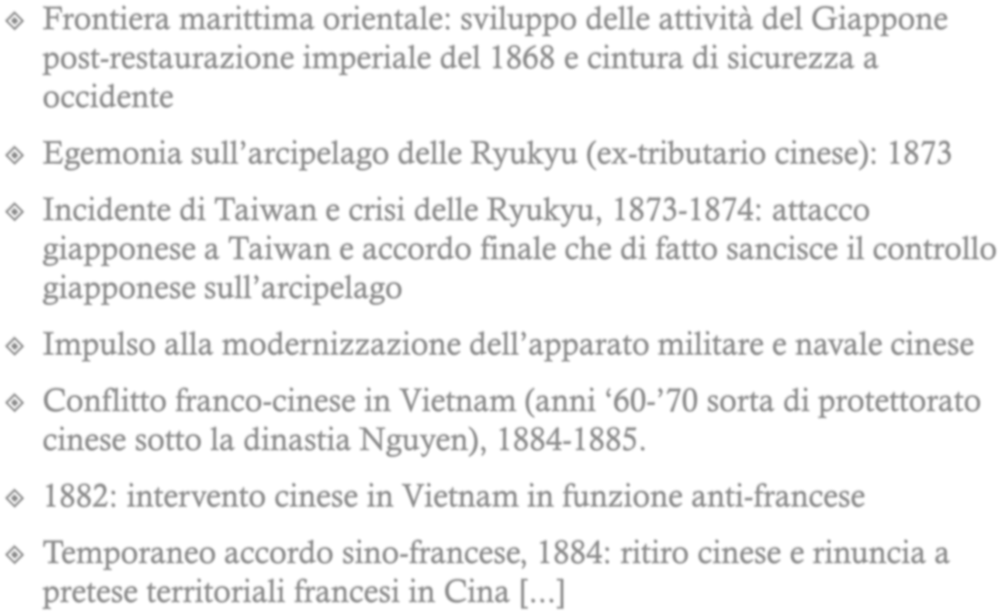 Frontiera marittima orientale: sviluppo delle attività del Giappone
post-restaurazione imperiale del 1868 e cintura di sicurezza a
occidente
Egemonia sull’arcipelago delle Ryukyu (ex-tributario cinese): 1873
Incidente di Taiwan e crisi delle Ryukyu, 1873-1874: attacco
giapponese a Taiwan e accordo finale che di fatto sancisce il controllo
giapponese sull’arcipelago
Impulso alla modernizzazione dell’apparato militare e navale cinese
Conflitto franco-cinese in Vietnam (anni ‘60-’70 sorta di protettorato
cinese sotto la dinastia Nguyen), 1884-1885.
1882: intervento cinese in Vietnam in funzione anti-francese
Temporaneo accordo sino-francese, 1884: ritiro cinese e rinuncia a
pretese territoriali francesi in Cina […]